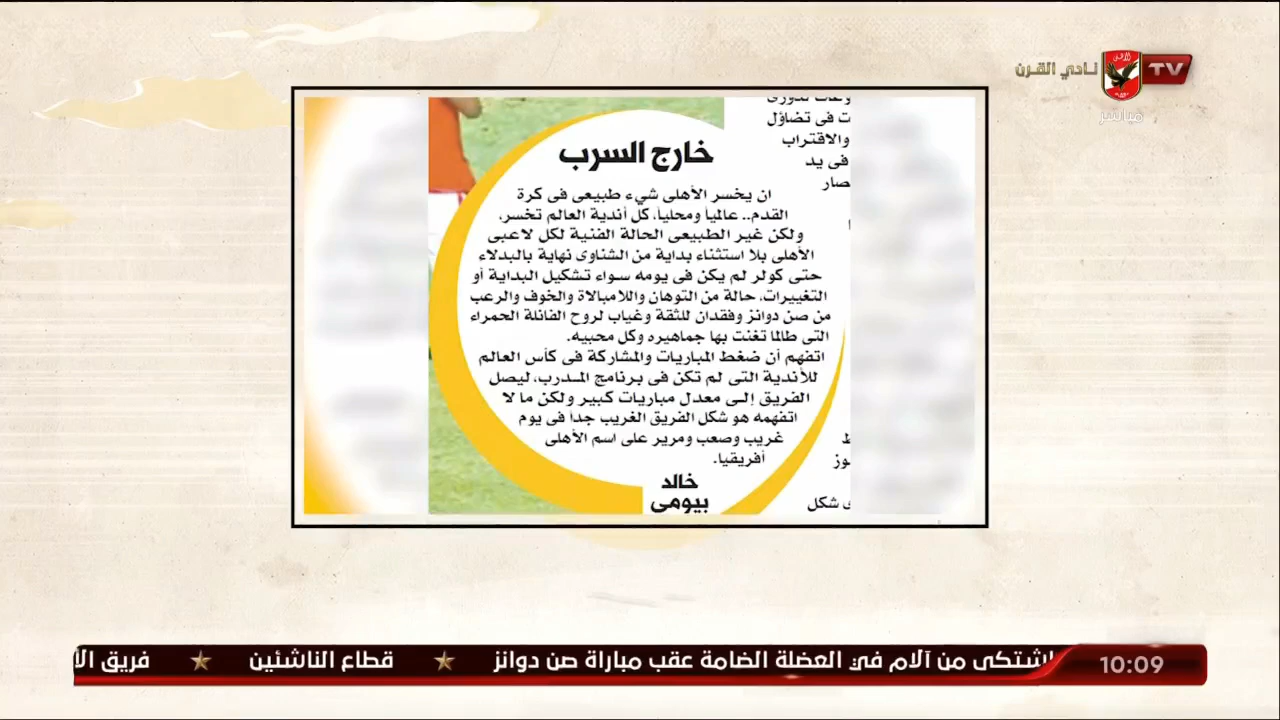 نادي القرن
TV
مباشر
ت فى تضاؤل
والاقتراب
فى يد
خارج السرب
ان يخسر الأهلى شيء طبيعى فى كرة
القدم.. عالمياً ومحلياً، كل أندية العالم تخسر،
ولكن غير الطبيعى الحالة الفنية لكل لاعبى
الأهلى بلا استثناء بداية من الشناوى نهاية بالبدلاء
حتى كولر لم يكن فى يومه سواء تشكيل البداية أو
التغييرات، حالة من التوهان واللامبالاة والخوف والرعب
من صن دوانز وفقدان للثقة وغياب لروح الفانلة الحمراء
التى طالما تغنت بها جماهيره وكل محبيه.
اتفهم أن ضغط المباريات والمشاركة فى كأس العالم
للأندية التى لم تكن فى برنامج المدرب، ليصل
الفريق إلى معدل مباريات كبير ولكن ما لا
اتفهمه هو شكل الفريق الغريب جداً فى يوم
غريب وصعب ومرير على اسم الأهلى
أفريقيا.
خالد
بيومى
ى شكل
10:09
اشتكى من آلام في العضلة الضامة عقب مباراة صن دوانز ★ قطاع الناشئين ★ فريق الأ